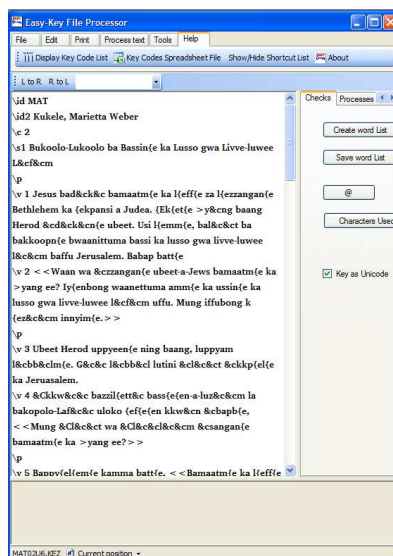 Easy-Key File Processor
File Edit Print Process text Tools Help
Display Key Code List Key Codes Spreadsheet File Show/Hide Shortcut List About
L to R R to L
Checks Processes
\id MAT
\id2 Kukele, Marietta Weber
\c 2
\s1 Bukoolo-Lukoolo ba Bassin{e ka Lusso gwa Livve-luwee
L&cf&cm
\p
\v 1 Jesus bad&ck&c bamaatm{e ka l{eff{e za l{ezzangan{e
Bethlehem ka {ekpansi a Judea. {Ek{et{e >y&cng baang
Herod &cd&ck&cn{e ubeet. Usi l{emm{e, bal&c&ct ba
bakkoopn{e bwaanittuma bassi ka lusso gwa livve-luwee
l&c&cm baffu Jerusalem. Babap batt{e
\v 2 <<Waan wa &czzangan{e ubeet-a-Jews bamaatm{e ka
>yang ee? Iy{enbong waanettuma amm{e ka ussin{e ka
lusso gwa livve-luwee l&cf&cm uffu. Mung iffubong k
{ez&c&cm innyim{e.>>
\p
\v 3 Ubeet Herod uppyeen{e ning baang, luppyam
l&cbb&clm{e. G&c&c l&cbb&cl lutini &cl&c&ct &ckkp{el{e
ka Jeruasalem.
\v 4 &Ckkw&c&c bazzil{ett&c bass{e{en-a-luz&c&cm la
bakopolo-Laf&c&c uloko {ef{e{en kkw&cn &cbapb{e,
<<Mung &Cl&c&ct wa &Cl&c&cl&c&cm &csangan{e
bamaatm{e ka >yang ee?>>
\p
\v 5 Bappy{el{em{e kamma batt{e. <<Bamaatm{e ka l{eff{e
Create word List
Save word List
@
Characters Used
Key as Unicode
MAT02U6.KEZ Current position